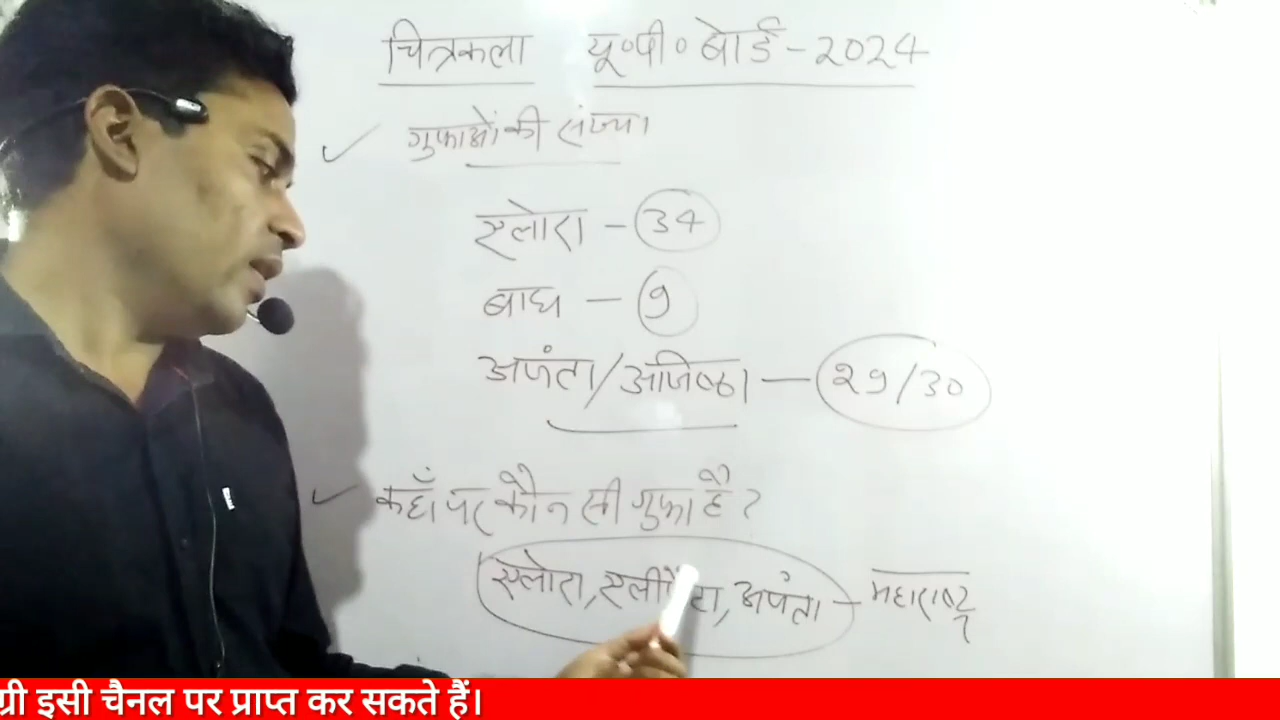 चित्रकला यू०पी० बोर्ड - 2024
गुफाओं की संख्या
एलोरा - 34
बाघ - 9
अजंता/अजिण्ठा - 29/30
कहाँ पर कौन सी गुफा है?
एलोरा, एलीफेंटा, अजंता - महाराष्ट्र
ग्री इसी चैनल पर प्राप्त कर सकते हैं।